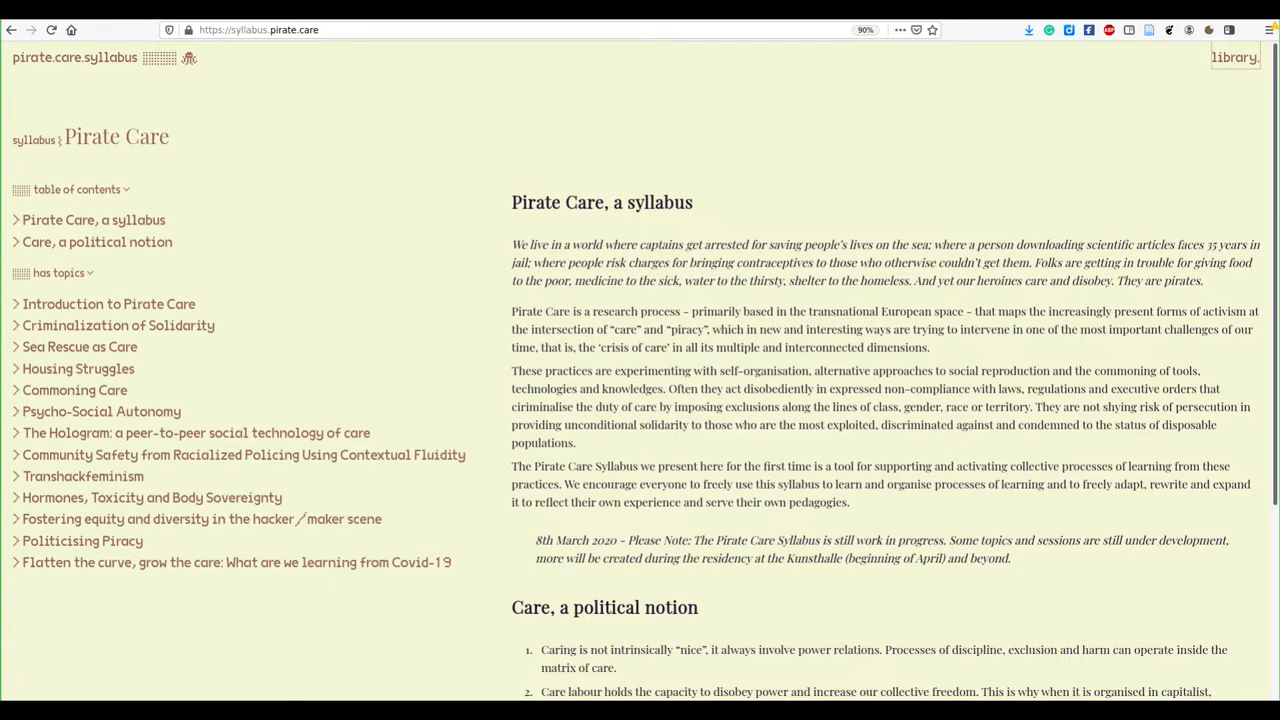 https://syllabus.pirate.care
90%
pirate.care.syllabus
library.
syllabus Pirate Care
table of contents
Pirate Care, a syllabus
Care, a political notion
has topics
Introduction to Pirate Care
Criminalization of Solidarity
Sea Rescue as Care
Housing Struggles
Commoning Care
Psycho-Social Autonomy
The Hologram: a peer-to-peer social technology of care
Community Safety from Racialized Policing Using Contextual Fluidity
Transhackfeminism
Hormones, Toxicity and Body Sovereignty
Fostering equity and diversity in the hacker/maker scene
Politicising Piracy
Flatten the curve, grow the care: What are we learning from Covid-19
Pirate Care, a syllabus
We live in a world where captains get arrested for saving people’s lives on the sea; where a person downloading scientific articles faces 35 years in
jail; where people risk charges for bringing contraceptives to those who otherwise couldn’t get them. Folks are getting in trouble for giving food
to the poor, medicine to the sick, water to the thirsty, shelter to the homeless. And yet our heroines care and disobey. They are pirates.
Pirate Care is a research process - primarily based in the transnational European space - that maps the increasingly present forms of activism at
the intersection of “care” and “piracy”, which in new and interesting ways are trying to intervene in one of the most important challenges of our
time, that is, the ‘crisis of care’ in all its multiple and interconnected dimensions.
These practices are experimenting with self-organisation, alternative approaches to social reproduction and the commoning of tools,
technologies and knowledges. Often they act disobediently in expressed non-compliance with laws, regulations and executive orders that
ciriminalise the duty of care by imposing exclusions along the lines of class, gender, race or territory. They are not shying risk of persecution in
providing unconditional solidarity to those who are the most exploited, discriminated against and condemned to the status of disposable
populations.
The Pirate Care Syllabus we present here for the first time is a tool for supporting and activating collective processes of learning from these
practices. We encourage everyone to freely use this syllabus to learn and organise processes of learning and to freely adapt, rewrite and expand
it to reflect their own experience and serve their own pedagogies.
8th March 2020 - Please Note: The Pirate Care Syllabus is still work in progress. Some topics and sessions are still under development,
more will be created during the residency at the Kunsthalle (beginning of April) and beyond.
Care, a political notion
1. Caring is not intrinsically “nice”, it always involve power relations. Processes of discipline, exclusion and harm can operate inside the
matrix of care.
2. Care labour holds the capacity to disobey power and increase our collective freedom. This is why when it is organised in capitalist,